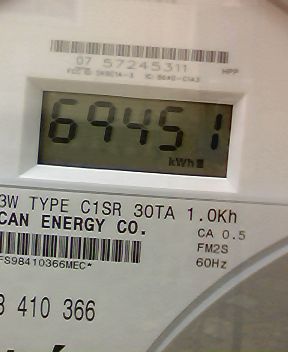 07 57245311
HPP
69451
kWh
3W TYPE C1SR 30TA 1.0Kh
CAN ENERGY CO.
CA 0.5
FM2S
60Hz
FS98410366MEC*
410 366